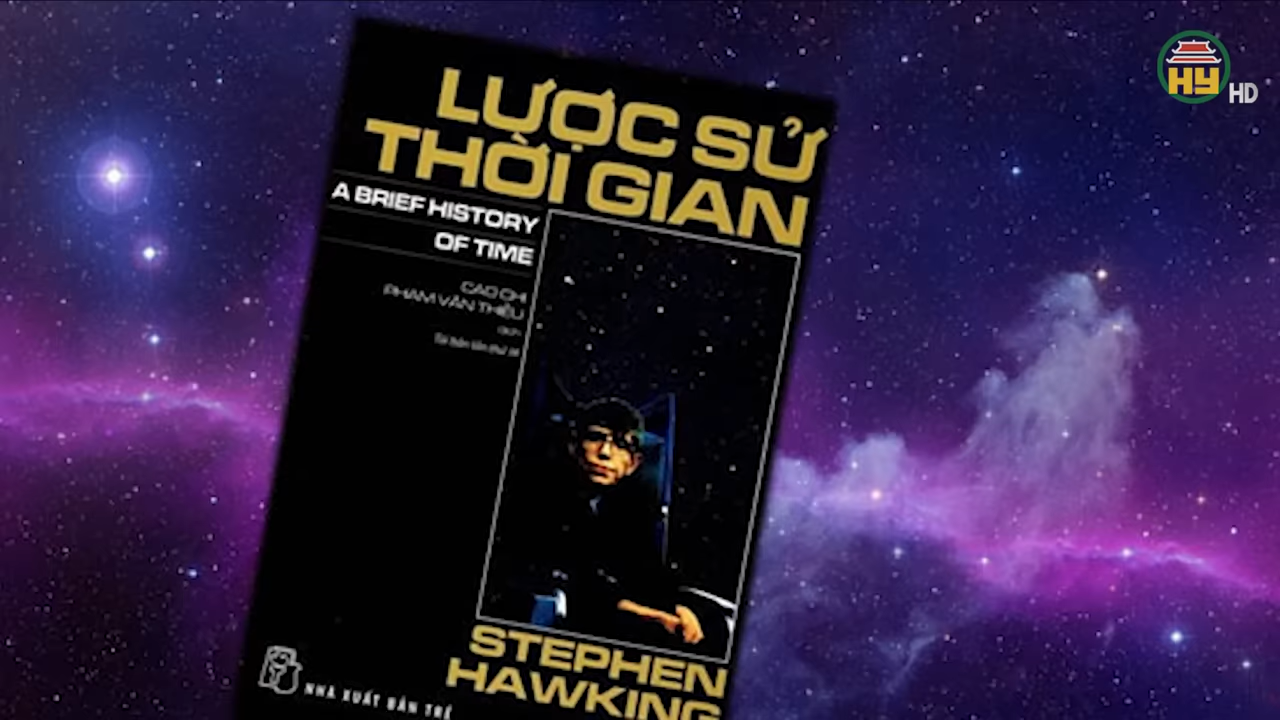 LƯỢC SỬ
THỜI GIAN
A BRIEF HISTORY
OF TIME
CAO CHI
PHẠM VĂN THIỀU
STEPHEN
HAWKING
NHÀ XUẤT BẢN TRẺ
HY
HD